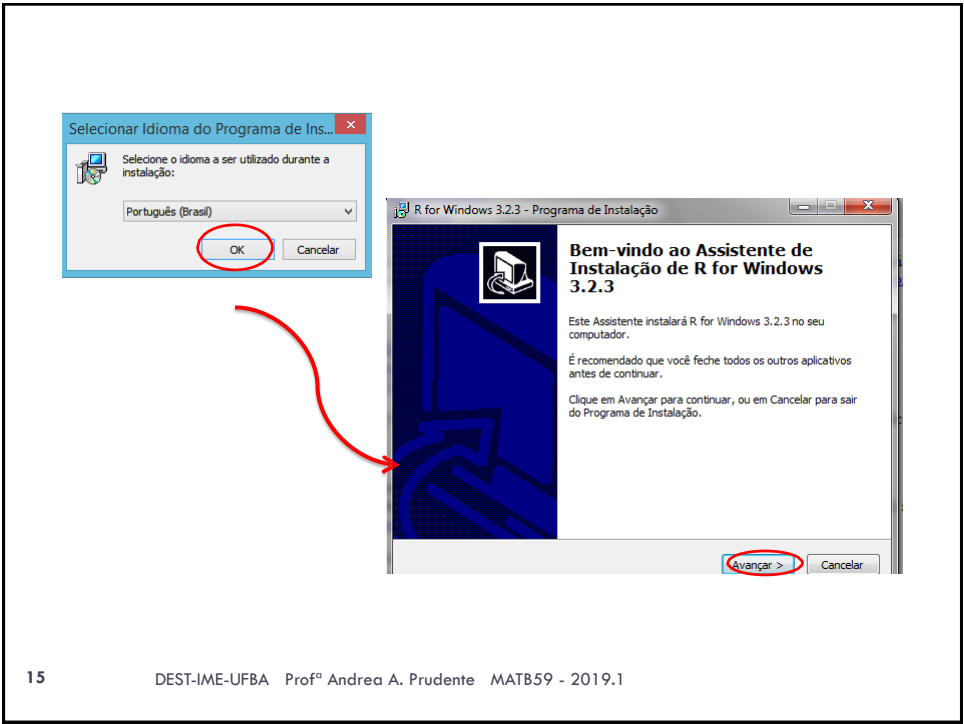 Selecionar Idioma do Programa de Ins...
Selecione o idioma a ser utilizado durante a
instalação:
Português (Brasil)
OK
Cancelar
R for Windows 3.2.3 - Programa de Instalação
Bem-vindo ao Assistente de
Instalação de R for Windows
3.2.3
Este Assistente instalará R for Windows 3.2.3 no seu
computador.
É recomendado que você feche todos os outros aplicativos
antes de continuar.
Clique em Avançar para continuar, ou em Cancelar para sair
do Programa de Instalação.
Avançar >
Cancelar
15
DEST-IME-UFBA Profª Andrea A. Prudente MATB59 - 2019.1